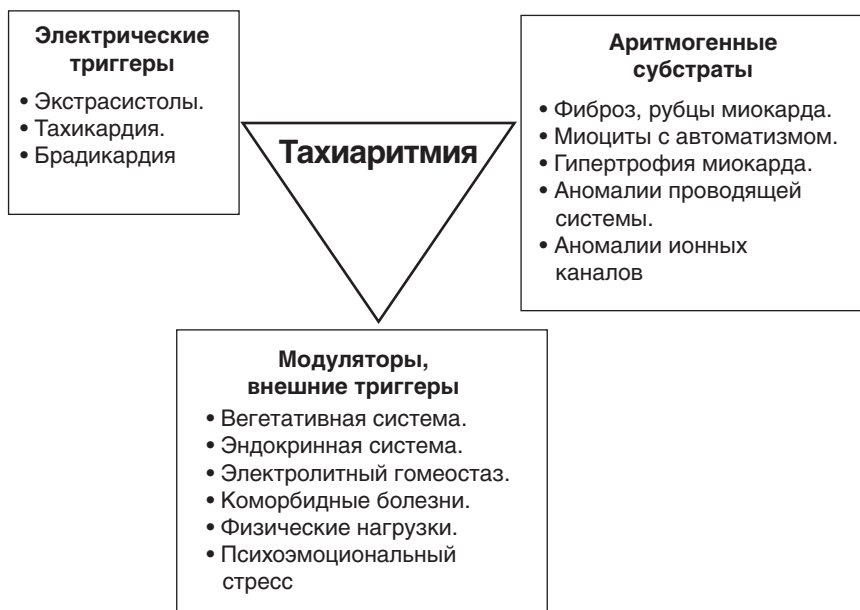 Электрические
триггеры
• Экстрасистолы.
• Тахикардия.
• Брадикардия
Тахиаритмия
Аритмогенные
субстраты
• Фиброз, рубцы миокарда.
• Миоциты с автоматизмом.
• Гипертрофия миокарда.
• Аномалии проводящей
системы.
• Аномалии ионных
каналов
Модуляторы,
внешние триггеры
• Вегетативная система.
• Эндокринная система.
• Электролитный гомеостаз.
• Коморбидные болезни.
• Физические нагрузки.
• Психоэмоциональный
стресс